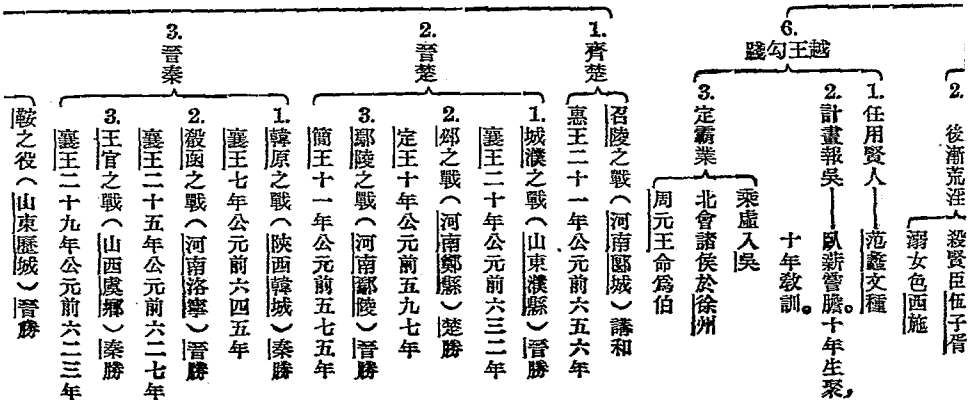 2. 後漸荒淫
殺賢臣伍子胥
溺女色西施
6. 越王勾踐
1. 任用賢人
范蠡文種
2. 計畫報吳
臥薪嘗膽。十年生聚，
十年教訓。
3. 定霸業
乘虛入吳
北會諸侯於徐州
周元王命爲伯
1. 齊楚
召陵之戰（河南郾城）講和
惠王二十一年公元前六五六年
2. 晉楚
1. 城濮之戰（山東濮縣）晉勝
襄王二十年公元前六三二年
2. 邲之戰（河南鄭縣）楚勝
定王十年公元前五九七年
3. 鄢陵之戰（河南鄢陵）晉勝
簡王十一年公元前五七五年
3. 晉秦
1. 韓原之戰（陝西韓城）秦勝
襄王七年公元前六四五年
2. 殽函之戰（河南洛寧）晉勝
襄王二十五年公元前六二七年
3. 王官之戰（山西虞鄉）秦勝
襄王二十九年公元前六二三年
鞍之役（山東歷城）晉勝